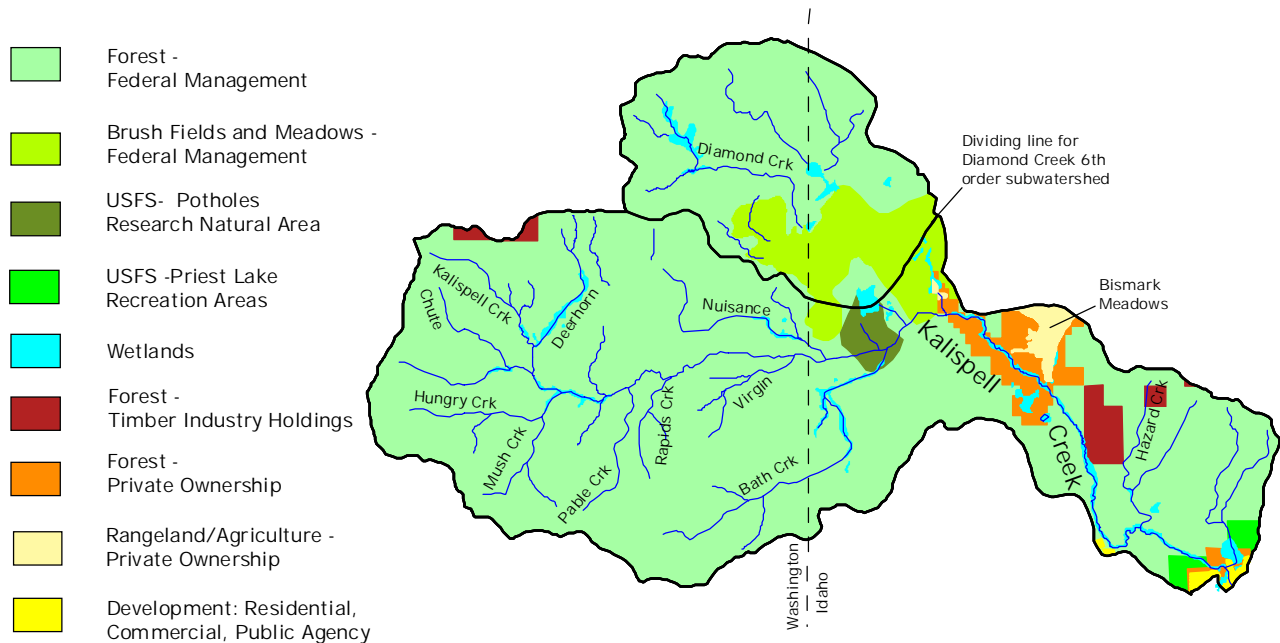 Forest -
Federal Management
Brush Fields and Meadows -
Federal Management
USFS- Potholes
Research Natural Area
USFS -Priest Lake
Recreation Areas
Wetlands
Forest -
Timber Industry Holdings
Forest -
Private Ownership
Rangeland/Agriculture -
Private Ownership
Development: Residential,
Commercial, Public Agency
Diamond Crk
Dividing line for
Diamond Creek 6th
order subwatershed
Bismark
Meadows
Kalispell Crk
Chute
Deerhorn
Nuisance
Kalispell
Creek
Hungry Crk
Mush Crk
Pable Crk
Rapids Crk
Virgin
Bath Crk
Hazard Crk
Washington
Idaho